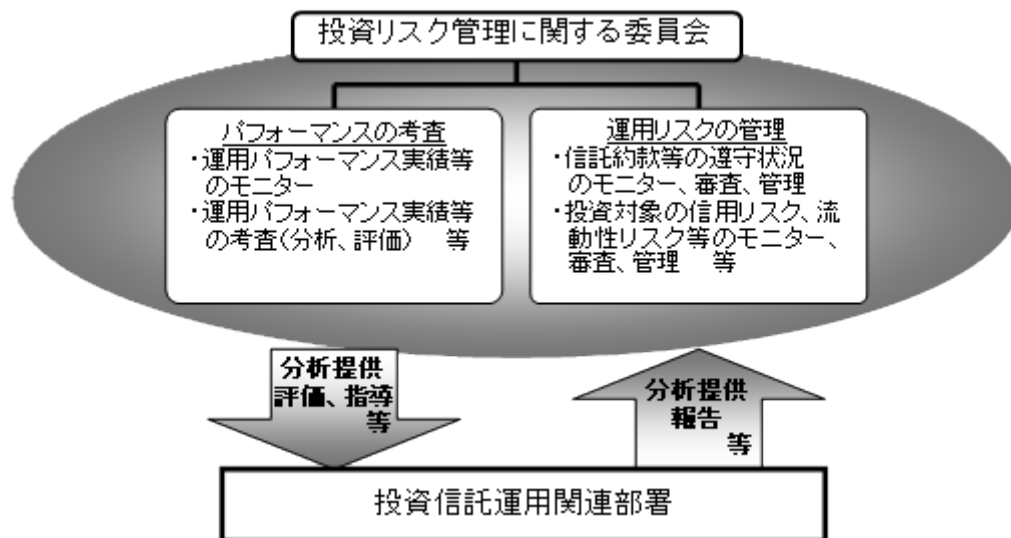 投資リスク管理に関する委員会
パフォーマンスの考査
・運用パフォーマンス実績等
のモニター
・運用パフォーマンス実績等
の考査(分析、評価) 等
運用リスクの管理
・信託約款等の遵守状況
のモニター、審査、管理
・投資対象の信用リスク、流
動性リスク等のモニター、
審査、管理 等
分析提供
評価、指導
等
分析提供
報告
等
投資信託運用関連部署